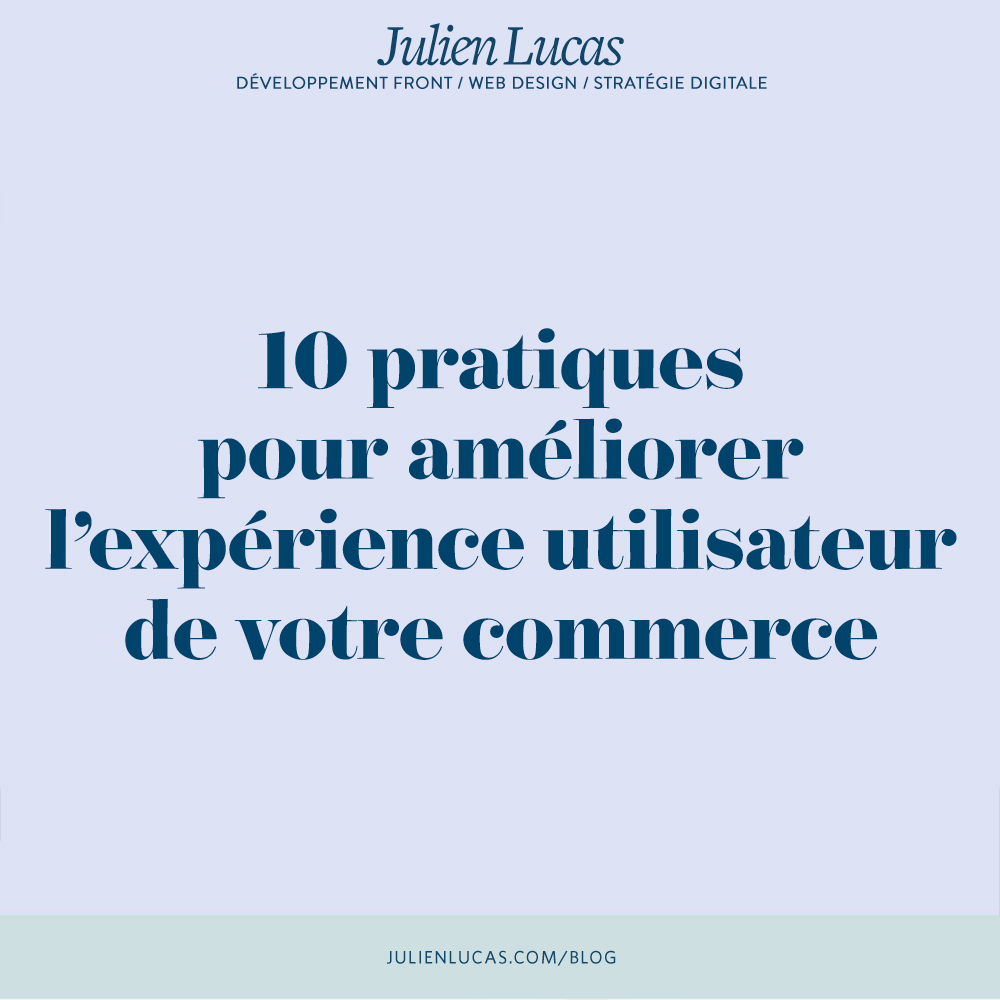 Julien Lucas
DÉVELOPPEMENT FRONT / WEB DESIGN / STRATÉGIE DIGITALE
10 pratiques
pour améliorer
l’expérience utilisateur
de votre commerce
JULIENLUCAS.COM/BLOG